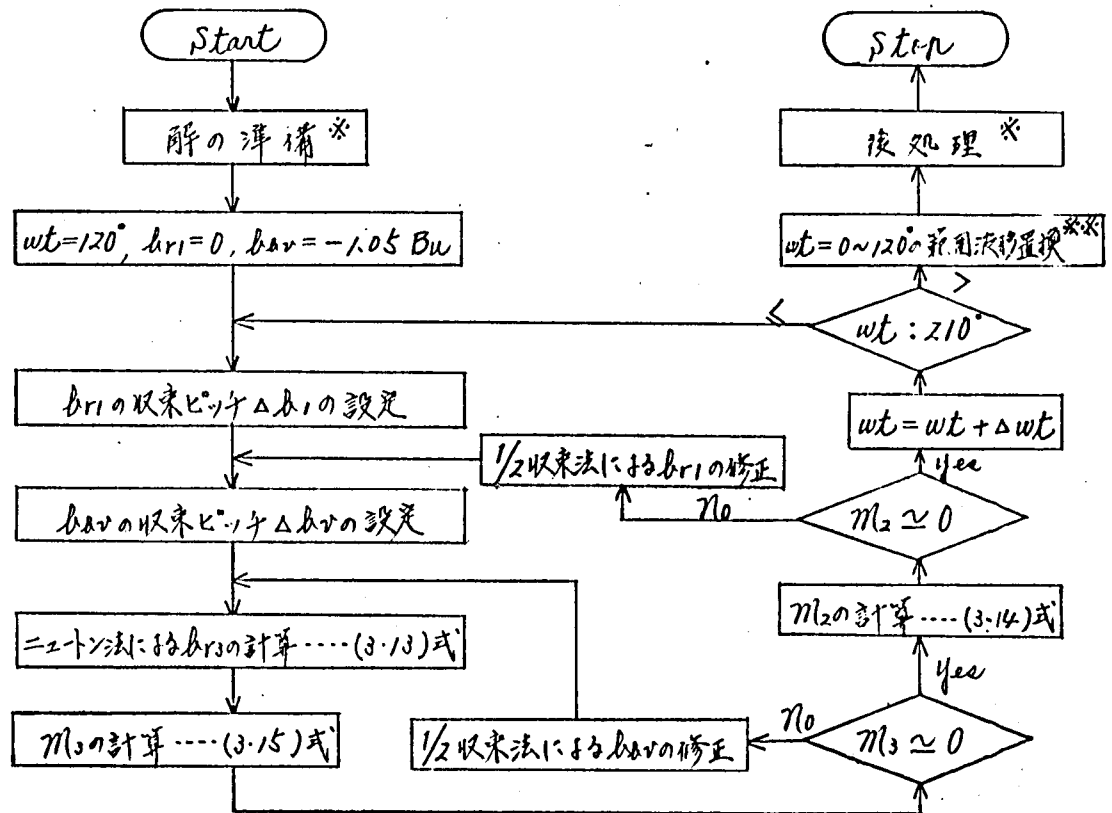 Start
解の準備※
wt=120°, br1=0, bav=-1.05 Bu
br1の収束ピッチΔb1の設定
bavの収束ピッチΔbvの設定
ニュートン法によるbr3の計算‥‥‥(3・13)式
m3の計算‥‥(3・15)式
1/2収束法によるbr1の修正
1/2収束法によるbavの修正
Stop
後処理※
wt=0~120°の範囲波形置換※※
>
≦
wt:210°
wt=wt+Δwt
yes
no
m2≃0
m2の計算‥‥(3・14)式
yes
no
m3≃0